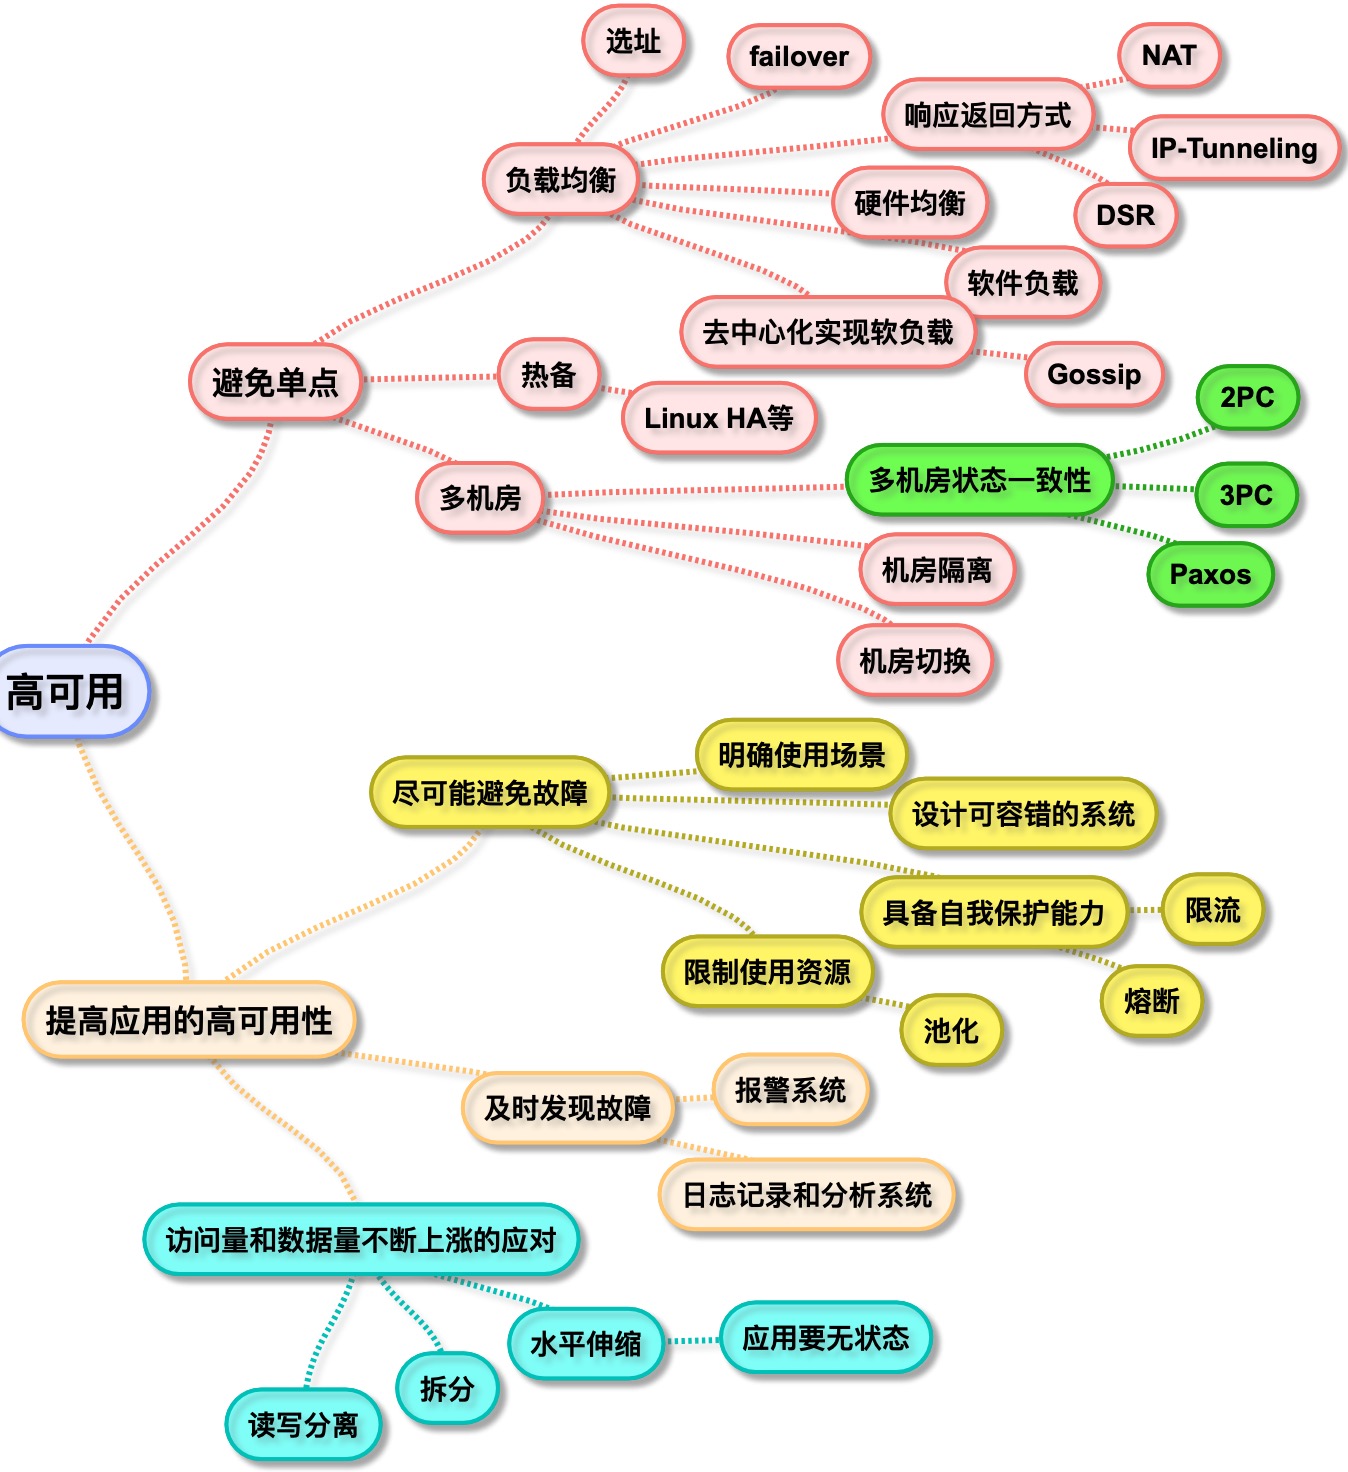 选址
failover
NAT
响应返回方式
IP-Tunneling
负载均衡
硬件均衡
DSR
软件负载
去中心化实现软负载
Gossip
避免单点
热备
Linux HA等
2PC
多机房状态一致性
多机房
3PC
机房隔离
Paxos
机房切换
高可用
明确使用场景
尽可能避免故障
设计可容错的系统
具备自我保护能力
限流
限制使用资源
熔断
池化
提高应用的高可用性
报警系统
及时发现故障
日志记录和分析系统
访问量和数据量不断上涨的应对
水平伸缩
应用要无状态
拆分
读写分离